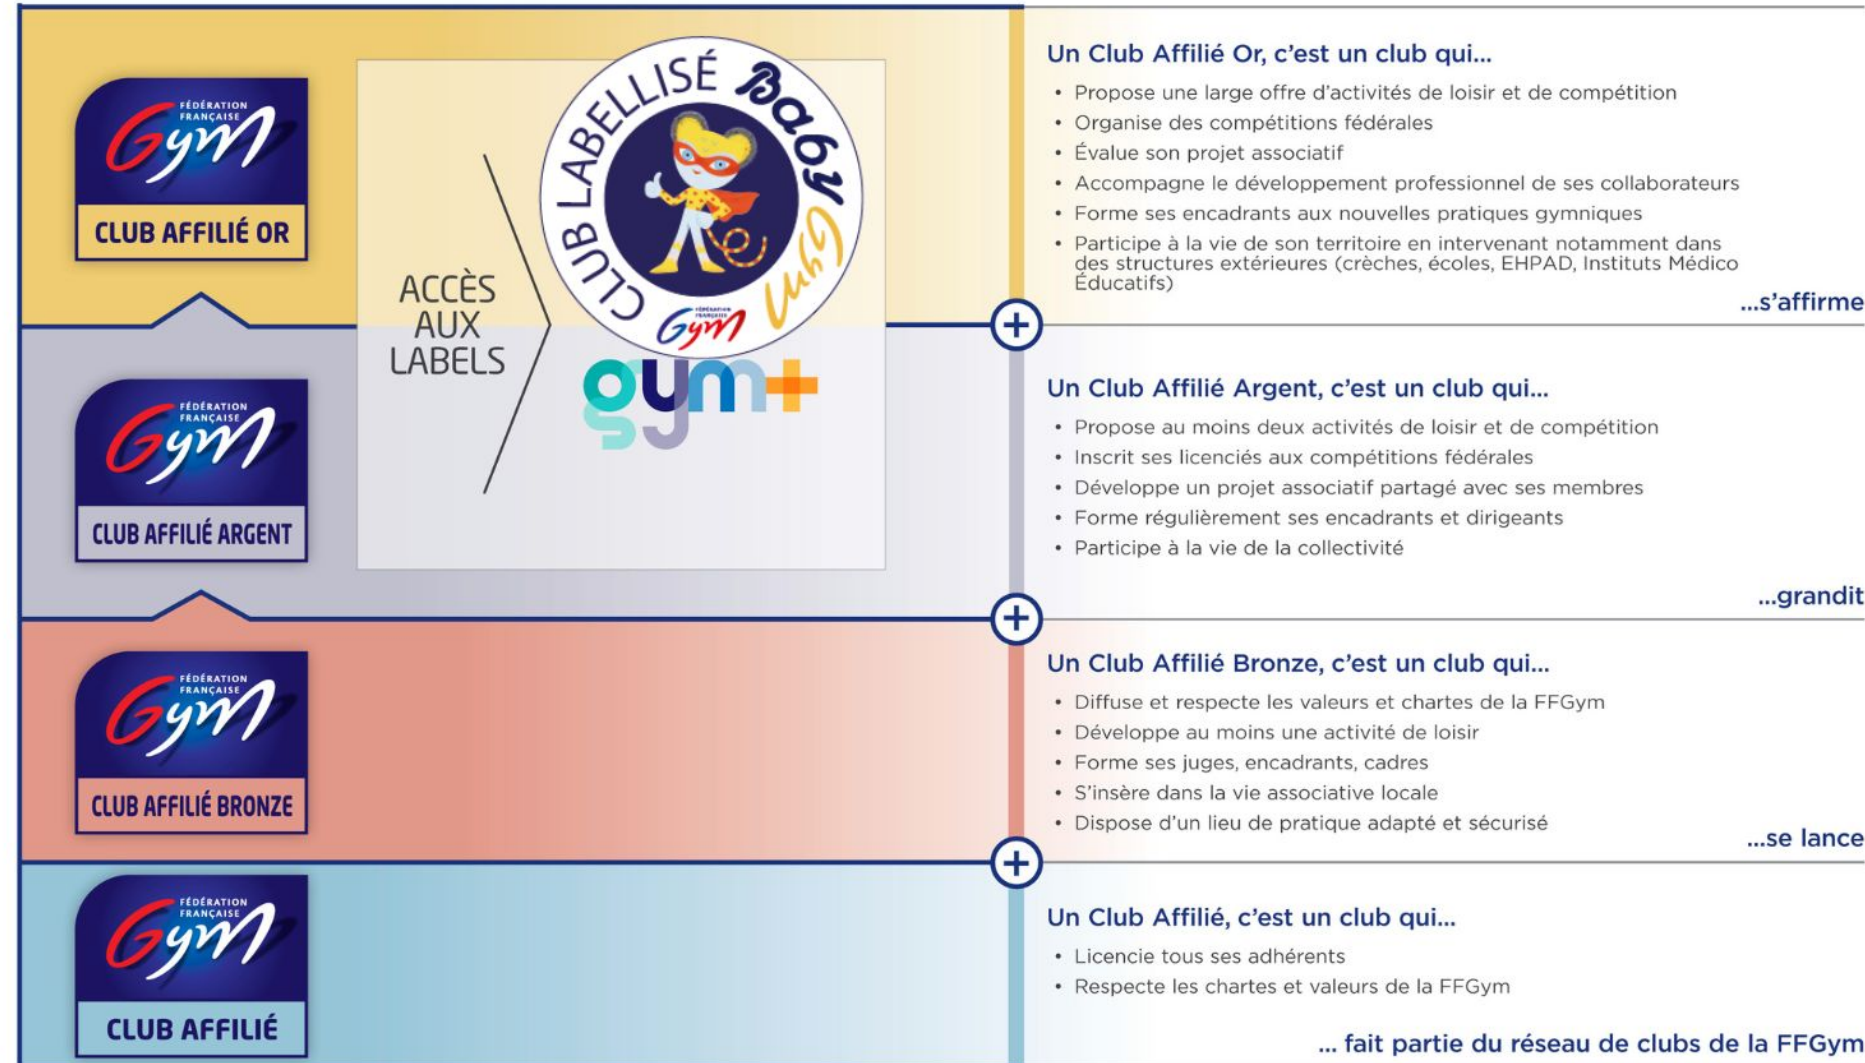 FÉDÉRATION
FRANÇAISE
Gym
CLUB AFFILIÉ OR
ACCÈS
AUX
LABELS
CLUB LABELLISÉ Baby Gym
FÉDÉRATION
FRANÇAISE
Gym
gym+
Un Club Affilié Or, c'est un club qui...
• Propose une large offre d'activités de loisir et de compétition
• Organise des compétitions fédérales
• Évalue son projet associatif
• Accompagne le développement professionnel de ses collaborateurs
• Forme ses encadrants aux nouvelles pratiques gymniques
• Participe à la vie de son territoire en intervenant notamment dans
des structures extérieures (crèches, écoles, EHPAD, Instituts Médico
Éducatifs)
...s'affirme
+
FÉDÉRATION
FRANÇAISE
Gym
CLUB AFFILIÉ ARGENT
Un Club Affilié Argent, c'est un club qui...
• Propose au moins deux activités de loisir et de compétition
• Inscrit ses licenciés aux compétitions fédérales
• Développe un projet associatif partagé avec ses membres
• Forme régulièrement ses encadrants et dirigeants
• Participe à la vie de la collectivité
...grandit
+
FÉDÉRATION
FRANÇAISE
Gym
CLUB AFFILIÉ BRONZE
Un Club Affilié Bronze, c'est un club qui...
• Diffuse et respecte les valeurs et chartes de la FFGym
• Développe au moins une activité de loisir
• Forme ses juges, encadrants, cadres
• S'insère dans la vie associative locale
• Dispose d'un lieu de pratique adapté et sécurisé
...se lance
+
FÉDÉRATION
FRANÇAISE
Gym
CLUB AFFILIÉ
Un Club Affilié, c'est un club qui...
• Licencie tous ses adhérents
• Respecte les chartes et valeurs de la FFGym
... fait partie du réseau de clubs de la FFGym